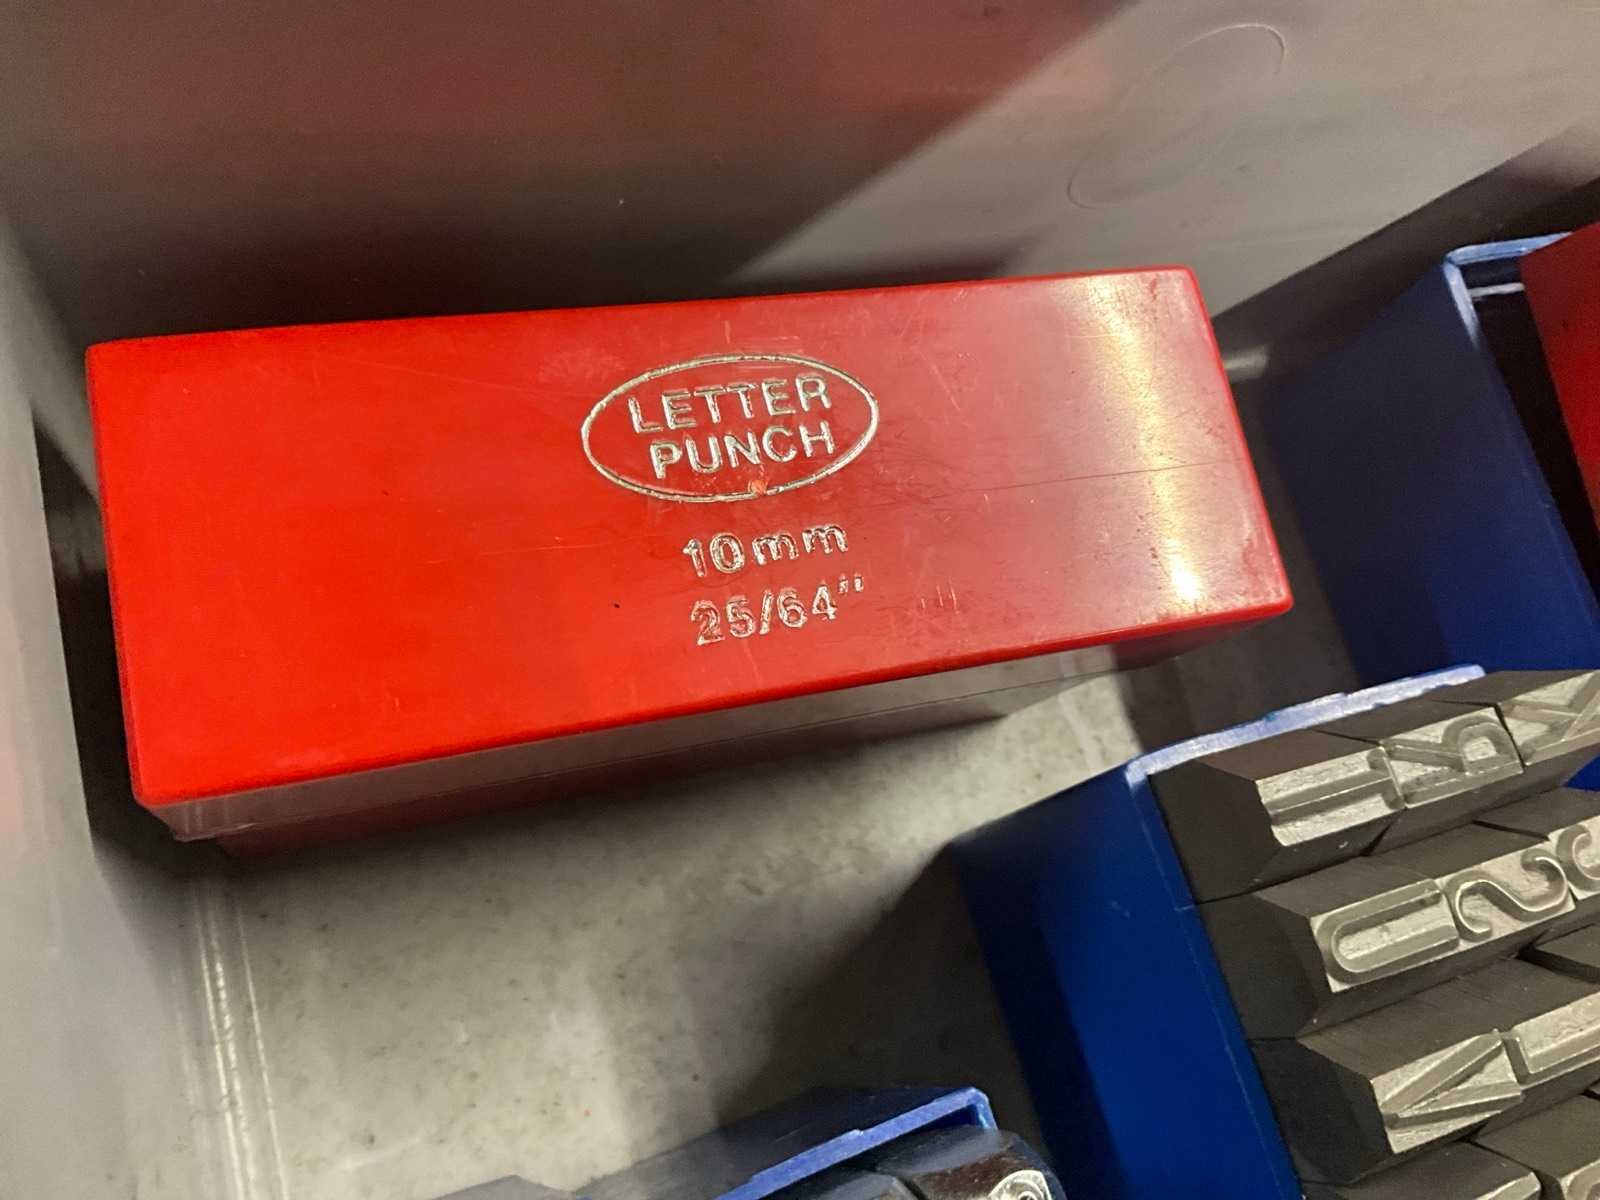 LETTER
PUNCH
10mm
25/64"